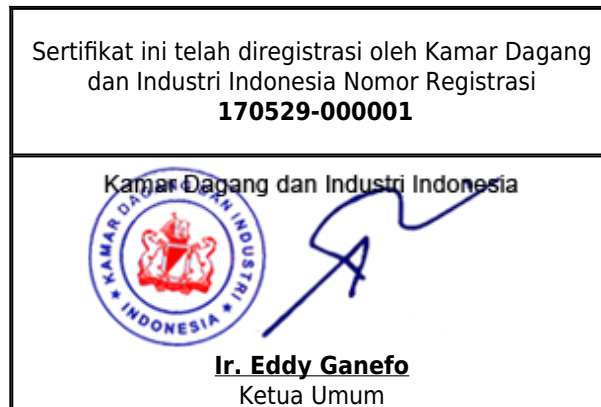 Sertifikat ini telah diregistrasi oleh Kamar Dagang
dan Industri Indonesia Nomor Registrasi
170529-000001
Kamar Dagang dan Industri Indonesia
KAMAR DAGANG DAN INDUSTRI
★ INDONESIA ★
Ir. Eddy Ganefo
Ketua Umum